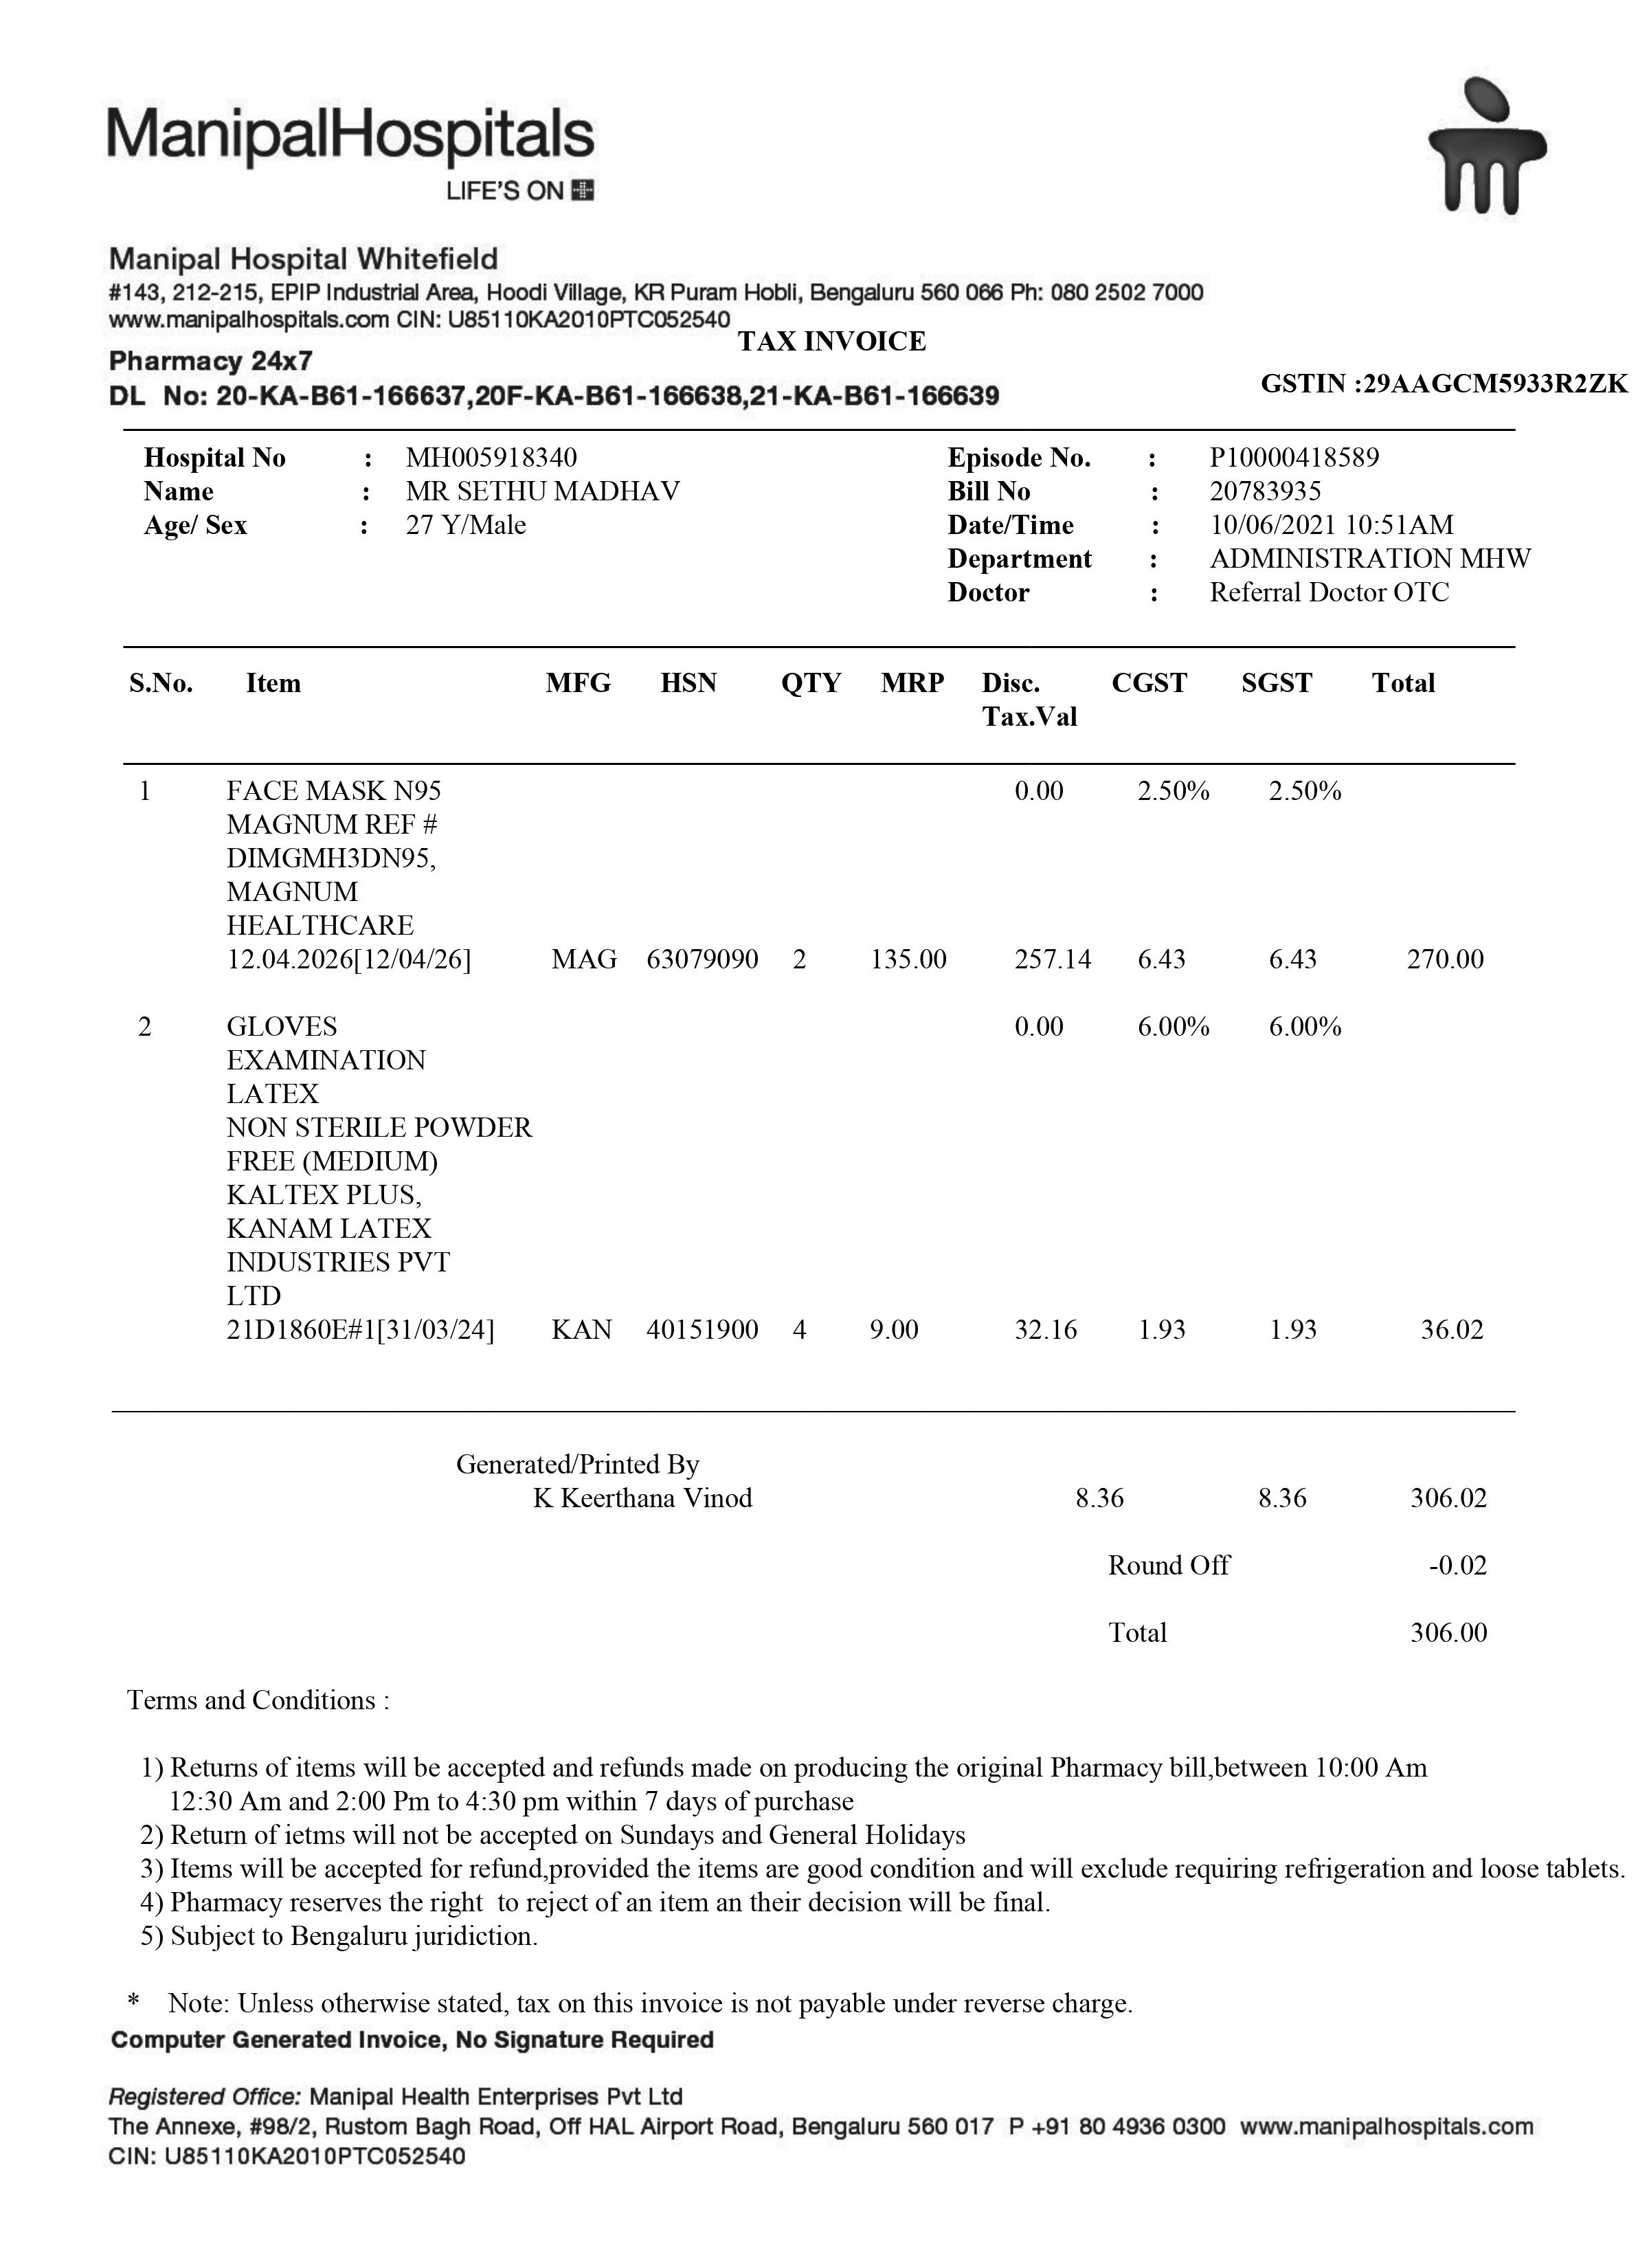 ManipalHospitals
LIFE'S ON
Manipal Hospital Whitefield
#143, 212-215, EPIP Industrial Area, Hoodi Village, KR Puram Hobli, Bengaluru 560 066 Ph: 080 2502 7000
www.manipalhospitals.com CIN: U85110KA2010PTC052540
TAX INVOICE
Pharmacy 24x7
GSTIN :29AAGCM5933R2ZK
DL No: 20-KA-B61-166637,20F-KA-B61-166638,21-KA-B61-166639
Hospital No : MH005918340 Episode No. : P10000418589
Name : MR SETHU MADHAV Bill No : 20783935
Age/ Sex : 27 Y/Male Date/Time : 10/06/2021 10:51AM
Department : ADMINISTRATION MHW
Doctor : Referral Doctor OTC
S.No. Item MFG HSN QTY MRP Disc. CGST SGST Total
Tax.Val
1 FACE MASK N95 0.00 2.50% 2.50%
MAGNUM REF #
DIMGMH3DN95,
MAGNUM
HEALTHCARE
12.04.2026[12/04/26] MAG 63079090 2 135.00 257.14 6.43 6.43 270.00
2 GLOVES 0.00 6.00% 6.00%
EXAMINATION
LATEX
NON STERILE POWDER
FREE (MEDIUM)
KALTEX PLUS,
KANAM LATEX
INDUSTRIES PVT
LTD
21D1860E#1[31/03/24] KAN 40151900 4 9.00 32.16 1.93 1.93 36.02
Generated/Printed By
K Keerthana Vinod 8.36 8.36 306.02
Round Off -0.02
Total 306.00
Terms and Conditions :
1) Returns of items will be accepted and refunds made on producing the original Pharmacy bill,between 10:00 Am
12:30 Am and 2:00 Pm to 4:30 pm within 7 days of purchase
2) Return of ietms will not be accepted on Sundays and General Holidays
3) Items will be accepted for refund,provided the items are good condition and will exclude requiring refrigeration and loose tablets.
4) Pharmacy reserves the right to reject of an item an their decision will be final.
5) Subject to Bengaluru juridiction.
* Note: Unless otherwise stated, tax on this invoice is not payable under reverse charge.
Computer Generated Invoice, No Signature Required
Registered Office: Manipal Health Enterprises Pvt Ltd
The Annexe, #98/2, Rustom Bagh Road, Off HAL Airport Road, Bengaluru 560 017 P +91 80 4936 0300 www.manipalhospitals.com
CIN: U85110KA2010PTC052540